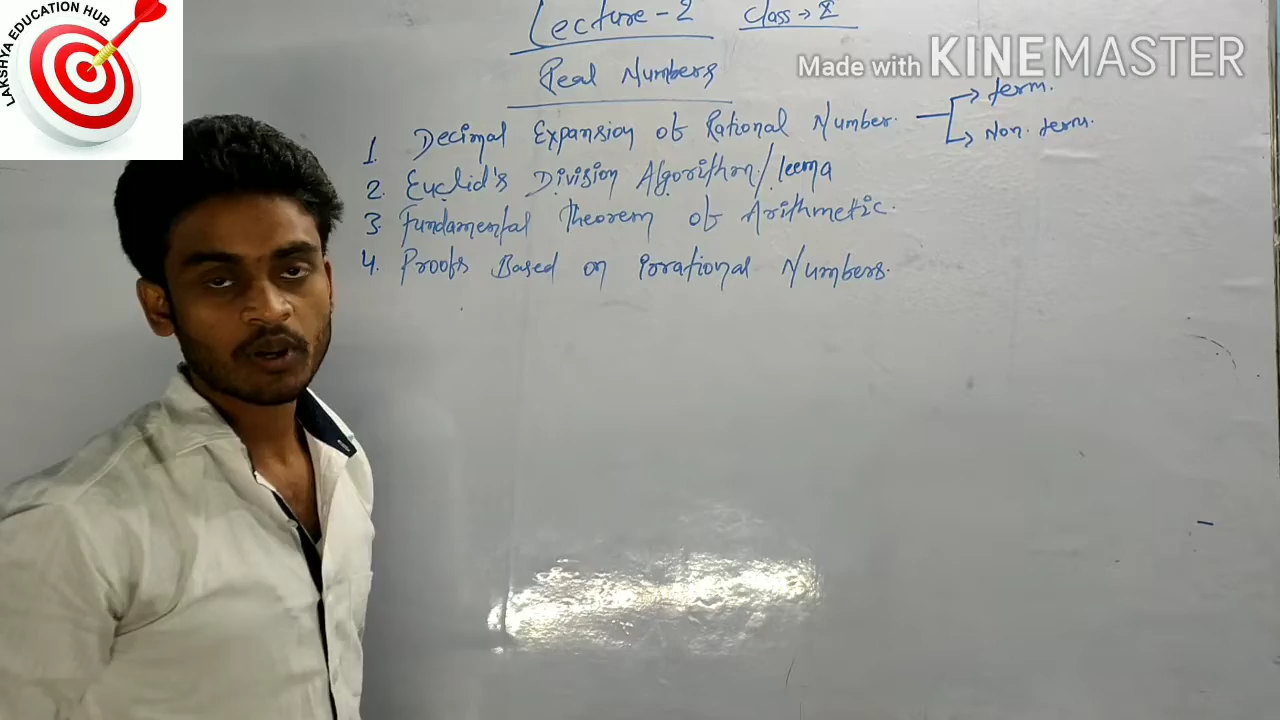 LAKSHYA EDUCATION HUB
Lecture-2 Class → X
Made with KINEMASTER
Real Numbers
1. Decimal Expansion of Rational Number. → term.
→ Non. term.
2. Euclid's Division Algorithm/leema
3. Fundamental Theorem of Arithmetic.
4. Proofs Based on irrational Numbers.